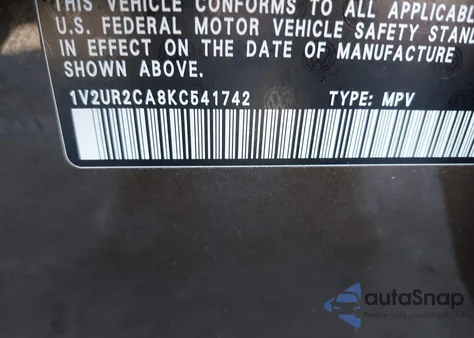 THIS VEHICLE CONFORMS TO ALL APPLICABLE
U.S. FEDERAL MOTOR VEHICLE SAFETY STAND
IN EFFECT ON THE DATE OF MANUFACTURE
SHOWN ABOVE.
1V2UR2CA8KC541742 TYPE: MPV
autoSnap